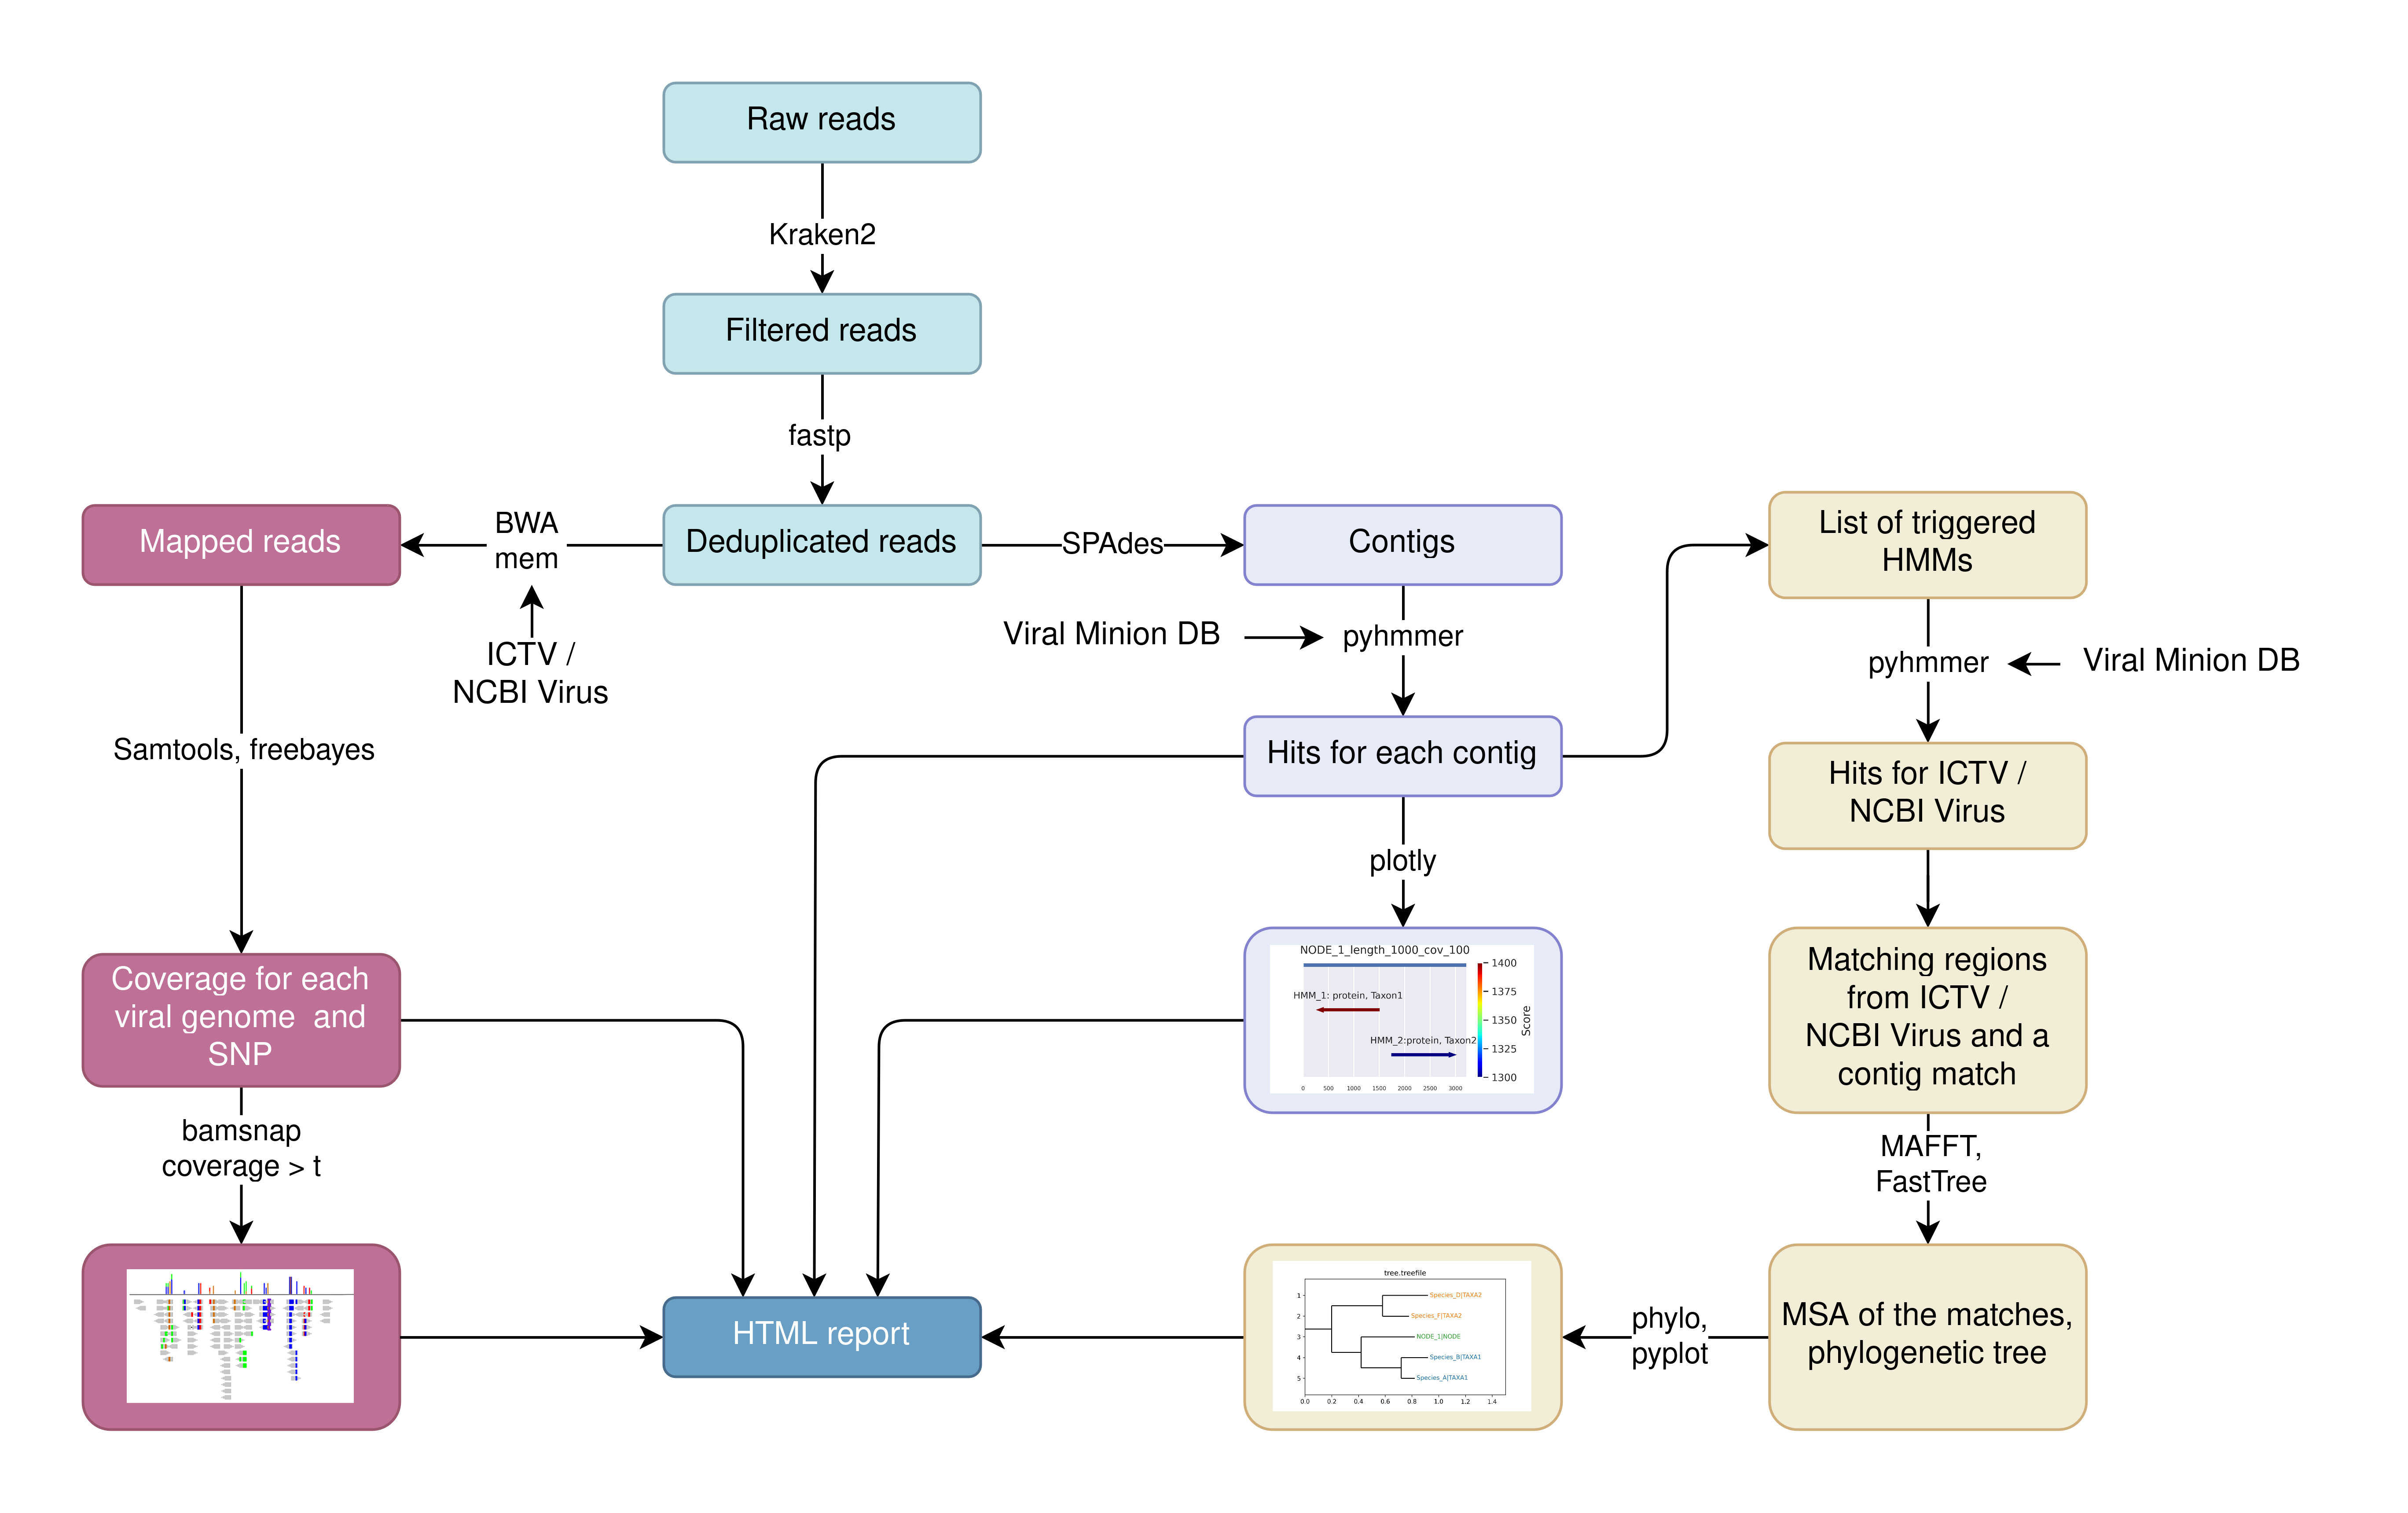 Raw reads
Kraken2
Filtered reads
fastp
Mapped reads
BWA
mem
Deduplicated reads
SPAdes
Contigs
List of triggered
HMMs
ICTV /
NCBI Virus
Viral Minion DB
pyhmmer
pyhmmer
Viral Minion DB
Samtools, freebayes
Hits for each contig
Hits for ICTV /
NCBI Virus
plotly
Coverage for each
viral genome and
SNP
NODE_1_length_1000_cov_100
HMM_1: protein, Taxon1
HMM_2:protein, Taxon2
1400
1375
1350
1325
1300
Score
0 500 1000 1500 2000 2500 3000
Matching regions
from ICTV /
NCBI Virus and a
contig match
bamsnap
coverage > t
MAFFT,
FastTree
HTML report
tree.treefile
1
2
3
4
5
Species_D|TAXA2
Species_F|TAXA2
NODE_1|NODE
Species_B|TAXA1
Species_A|TAXA1
0.0 0.2 0.4 0.6 0.8 1.0 1.2 1.4
phylo,
pyplot
MSA of the matches,
phylogenetic tree